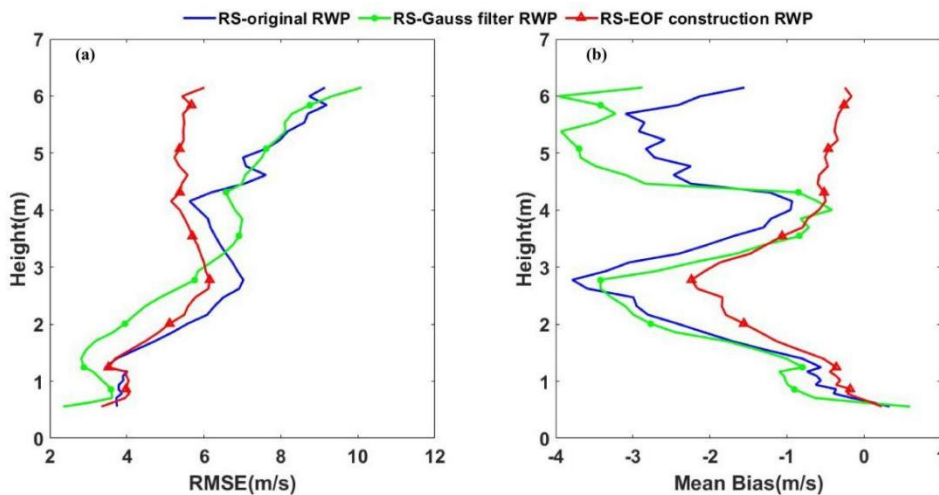 RS-original RWP RS-Gauss filter RWP RS-EOF construction RWP
(a)
7
6
5
4
3
2
1
0
Height(m)
2 4 6 8 10 12
RMSE(m/s)
(b)
7
6
5
4
3
2
1
0
Height(m)
-4 -3 -2 -1 0 1
Mean Bias(m/s)